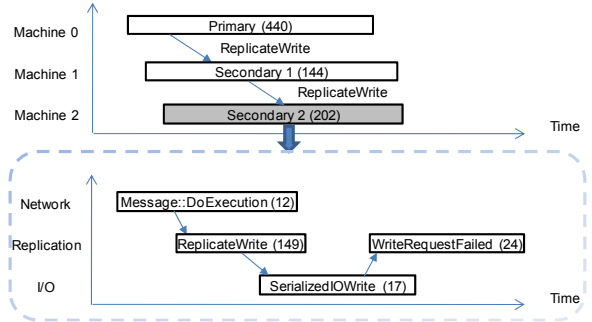 Machine 0
Primary (440)
ReplicateWrite
Machine 1
Secondary 1 (144)
ReplicateWrite
Machine 2
Secondary 2 (202)
Time
Network
Message::DoExecution (12)
Replication
ReplicateWrite (149)
WriteRequestFailed (24)
I/O
SerializedIOWrite (17)
Time